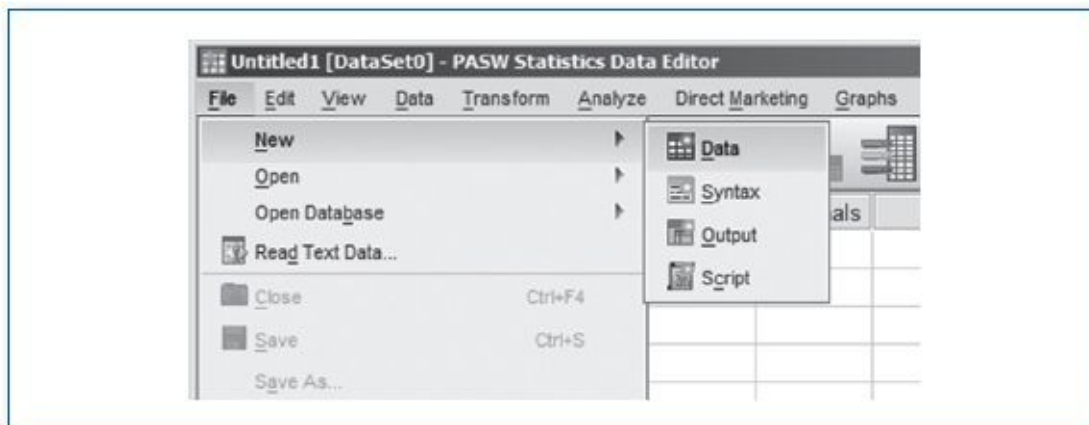 Untitled1 [DataSet0] - PASW Statistics Data Editor
File Edit View Data Transform Analyze Direct Marketing Graphs
New
Open
Open Database
Read Text Data...
Close Ctrl+F4
Save Ctrl+S
Save As...
Data
Syntax
Output
Script
als